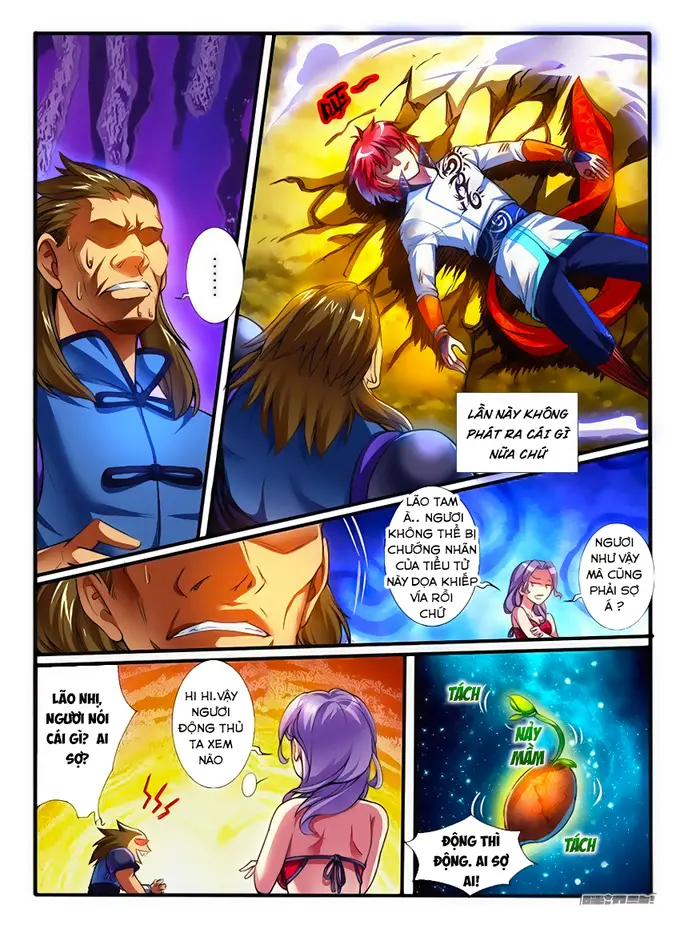 ......
LẦN NÀY KHÔNG
PHÁT RA CÁI GÌ
NỮA CHỨ
LÃO TAM
À.. NGƯƠI
KHÔNG THỂ BỊ
CHƯỚNG NHÃN
CỦA TIỂU TỬ
NÀY DỌA KHIẾP
VÍA RỒI
CHỨ
NGƯƠI
NHƯ VẬY
MÀ CŨNG
PHẢI SỢ
Á ?
LÃO NHỊ,
NGƯƠI NÓI
CÁI GÌ? AI
SỢ?
HI HI.VẬY
NGƯƠI
ĐỘNG THỦ
TA XEM
NÀO
TÁCH
NẢY
MẦM
TÁCH
ĐỘNG THÌ
ĐỘNG. AI SỢ
AI!